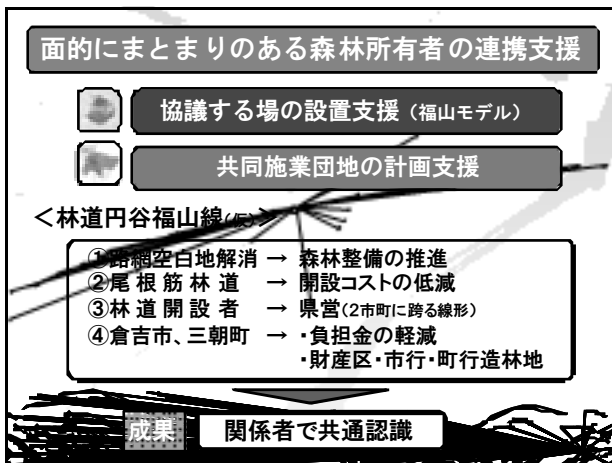 面的にまとまりのある森林所有者の連携支援
協議する場の設置支援（福山モデル）
共同施業団地の計画支援
＜林道円谷福山線(仮)＞
①路網空白地解消 → 森林整備の推進
②尾根筋林道 → 開設コストの低減
③林道開設者 → 県営(2市町に跨る線形)
④倉吉市、三朝町 → ・負担金の軽減
・財産区・市行・町行造林地
成果 関係者で共通認識